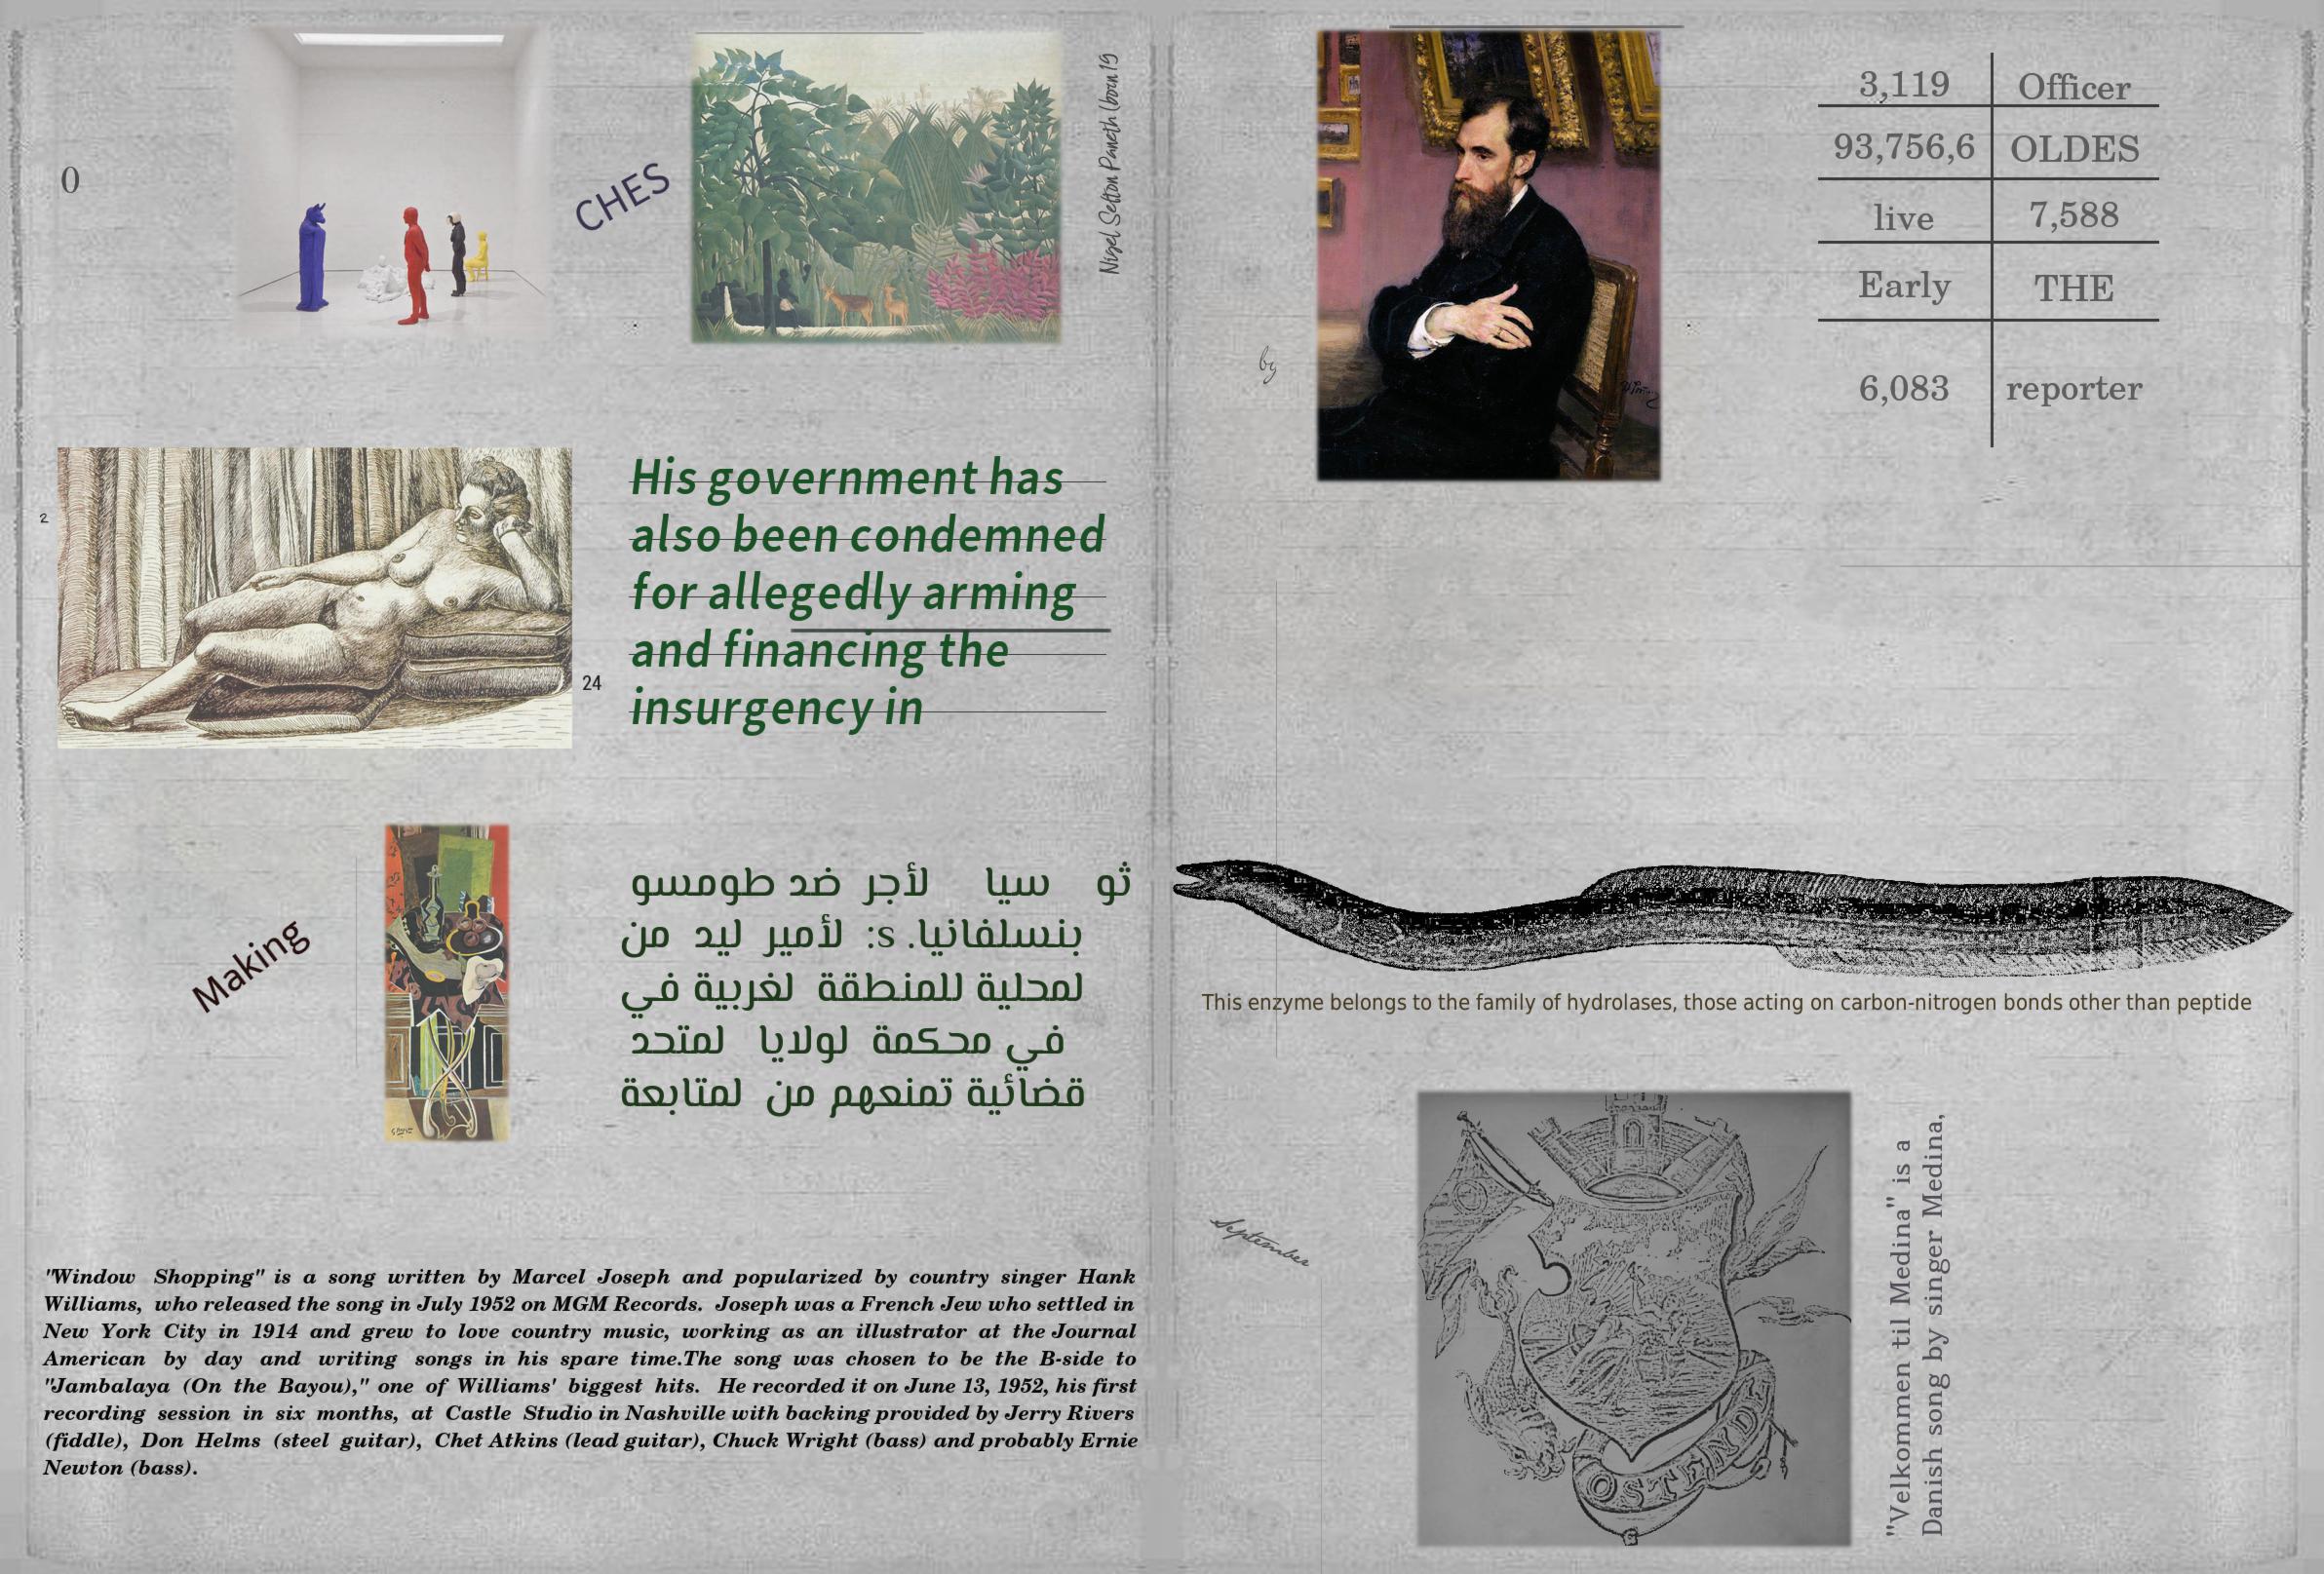 0
CHES
Nigel Sefton Paneth (born 19
2
24
His government has
also been condemned
for allegedly arming
and financing the
insurgency in
Making
ثو سيا لأجر ضد طومسو
بنسلفانيا. s: لأمير ليد من
لمحلية للمنطقة لغربية في
في محكمة لولايا لمتحد
قضائية تمنعهم من لمتابعة
"Window Shopping" is a song written by Marcel Joseph and popularized by country singer Hank
Williams, who released the song in July 1952 on MGM Records. Joseph was a French Jew who settled in
New York City in 1914 and grew to love country music, working as an illustrator at the Journal
American by day and writing songs in his spare time.The song was chosen to be the B-side to
"Jambalaya (On the Bayou)," one of Williams' biggest hits. He recorded it on June 13, 1952, his first
recording session in six months, at Castle Studio in Nashville with backing provided by Jerry Rivers
(fiddle), Don Helms (steel guitar), Chet Atkins (lead guitar), Chuck Wright (bass) and probably Ernie
Newton (bass).
by
3,119 Officer
93,756,6 OLDES
live 7,588
Early THE
6,083 reporter
This enzyme belongs to the family of hydrolases, those acting on carbon-nitrogen bonds other than peptide
September
OSTENDE
"Velkommen til Medina" is a
Danish song by singer Medina,